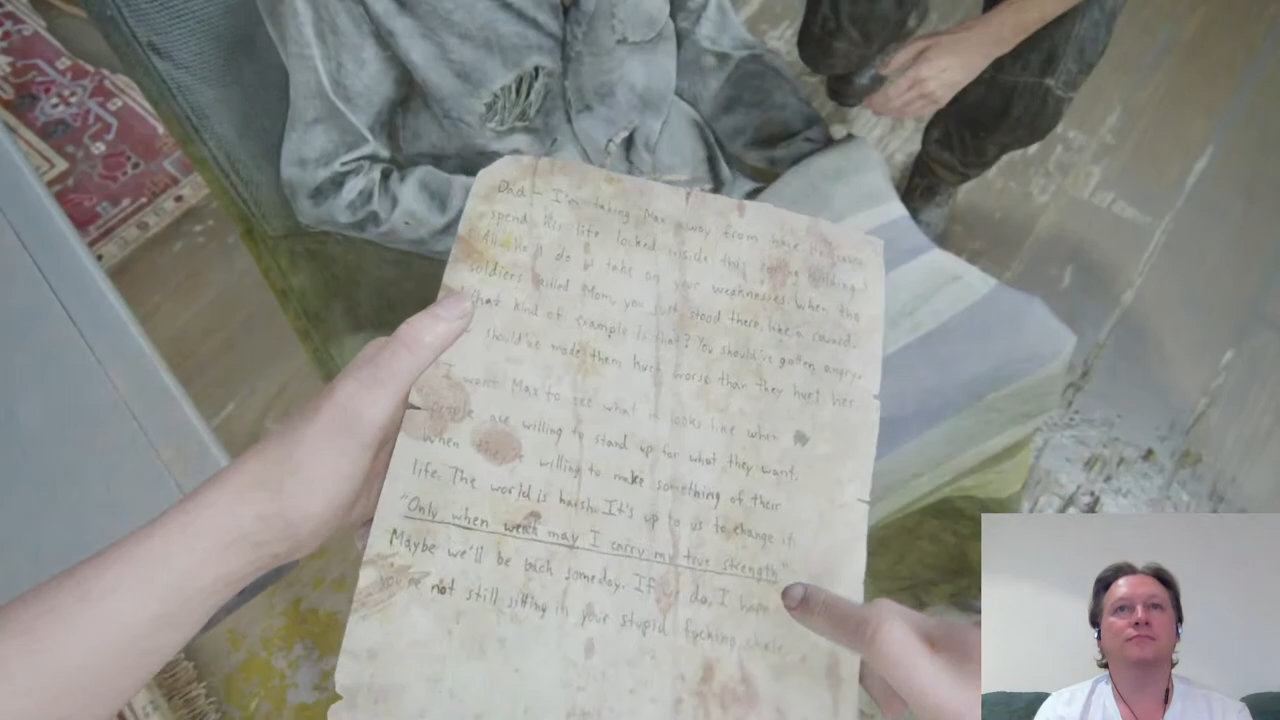 Dad - I'm taking Max away from here
spend his life locked inside this building.
All he'll do is take on your weaknesses. When the
soldiers killed Mom, you just stood there, like a coward.
What kind of example is that? You should've gotten angry.
should've made them hurt worse than they hurt her
I want Max to see what it looks like when
people are willing to stand up for what they want.
When willing to make something of their
life. The world is harsh. It's up to us to change it
"Only when weak may I carry my true strength"
Maybe we'll be back someday. If we do, I hope
you're not still sitting in your stupid fucking chair.